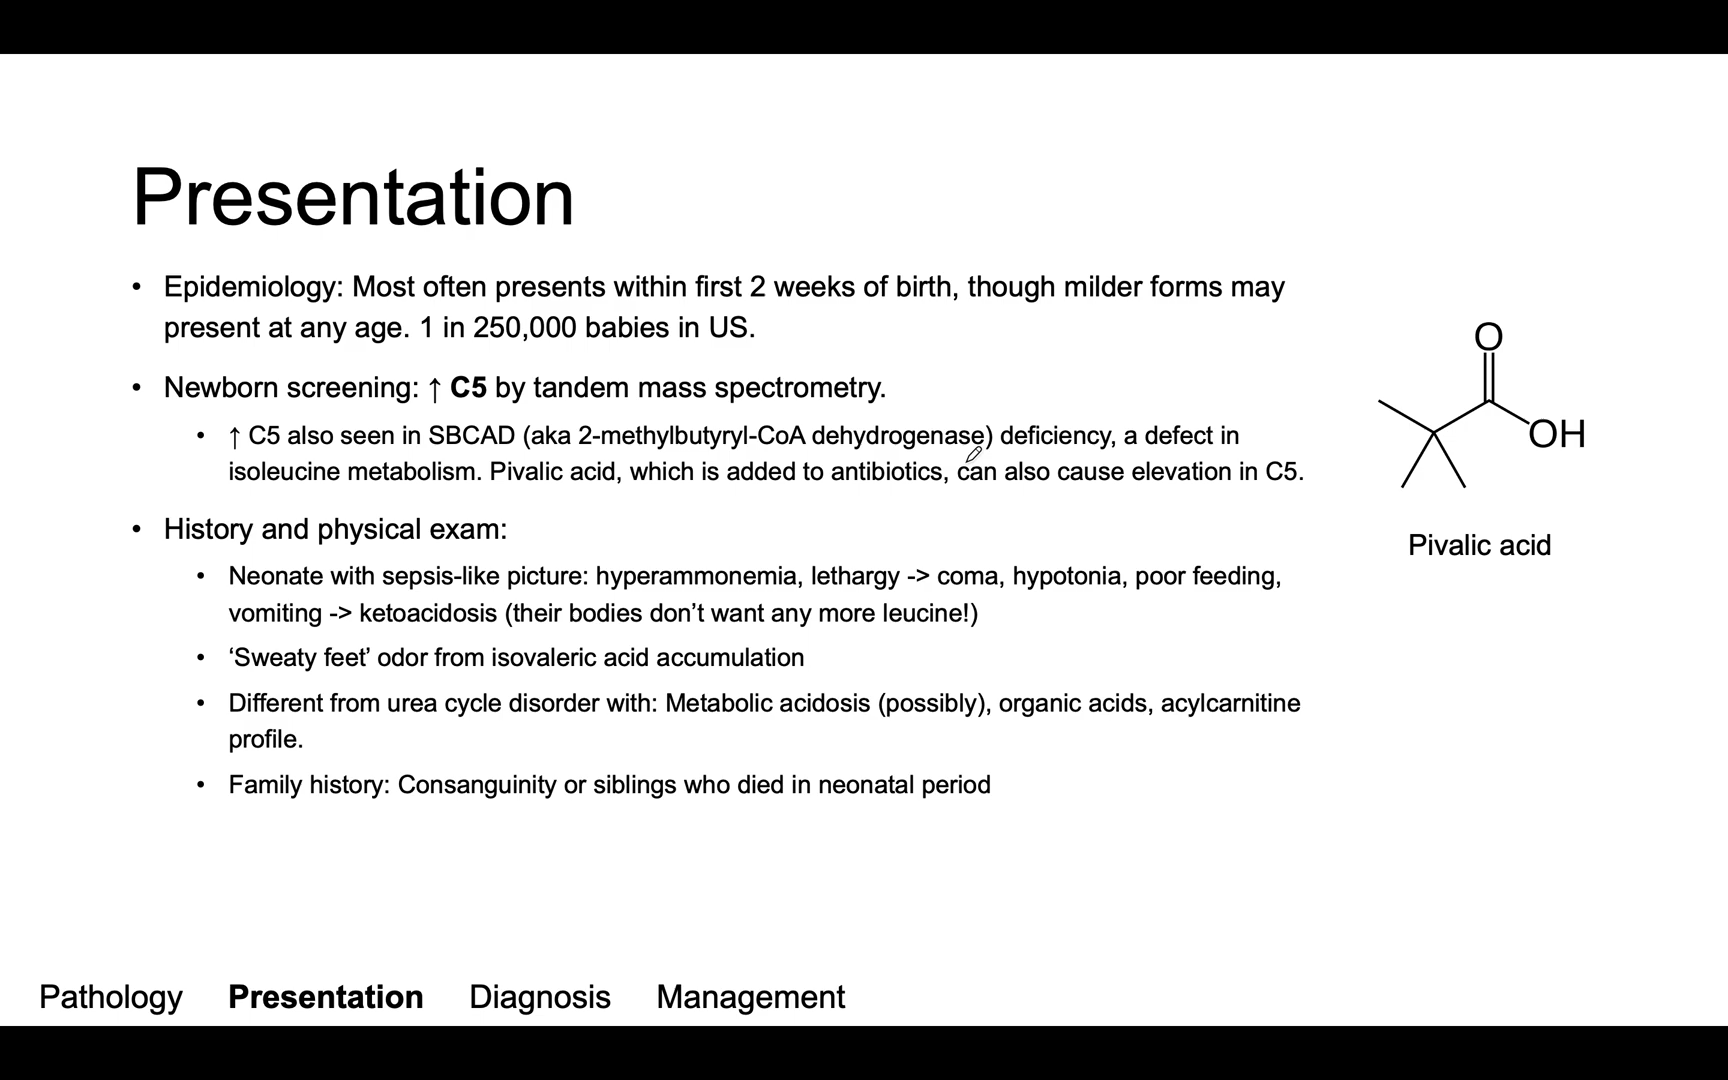 Presentation
• Epidemiology: Most often presents within first 2 weeks of birth, though milder forms may
present at any age. 1 in 250,000 babies in US.
• Newborn screening: ↑ C5 by tandem mass spectrometry.
• ↑ C5 also seen in SBCAD (aka 2-methylbutyryl-CoA dehydrogenase) deficiency, a defect in
isoleucine metabolism. Pivalic acid, which is added to antibiotics, can also cause elevation in C5.
• History and physical exam:
• Neonate with sepsis-like picture: hyperammonemia, lethargy -> coma, hypotonia, poor feeding,
vomiting -> ketoacidosis (their bodies don’t want any more leucine!)
• ‘Sweaty feet’ odor from isovaleric acid accumulation
• Different from urea cycle disorder with: Metabolic acidosis (possibly), organic acids, acylcarnitine
profile.
• Family history: Consanguinity or siblings who died in neonatal period
O
OH
Pivalic acid
Pathology Presentation Diagnosis Management